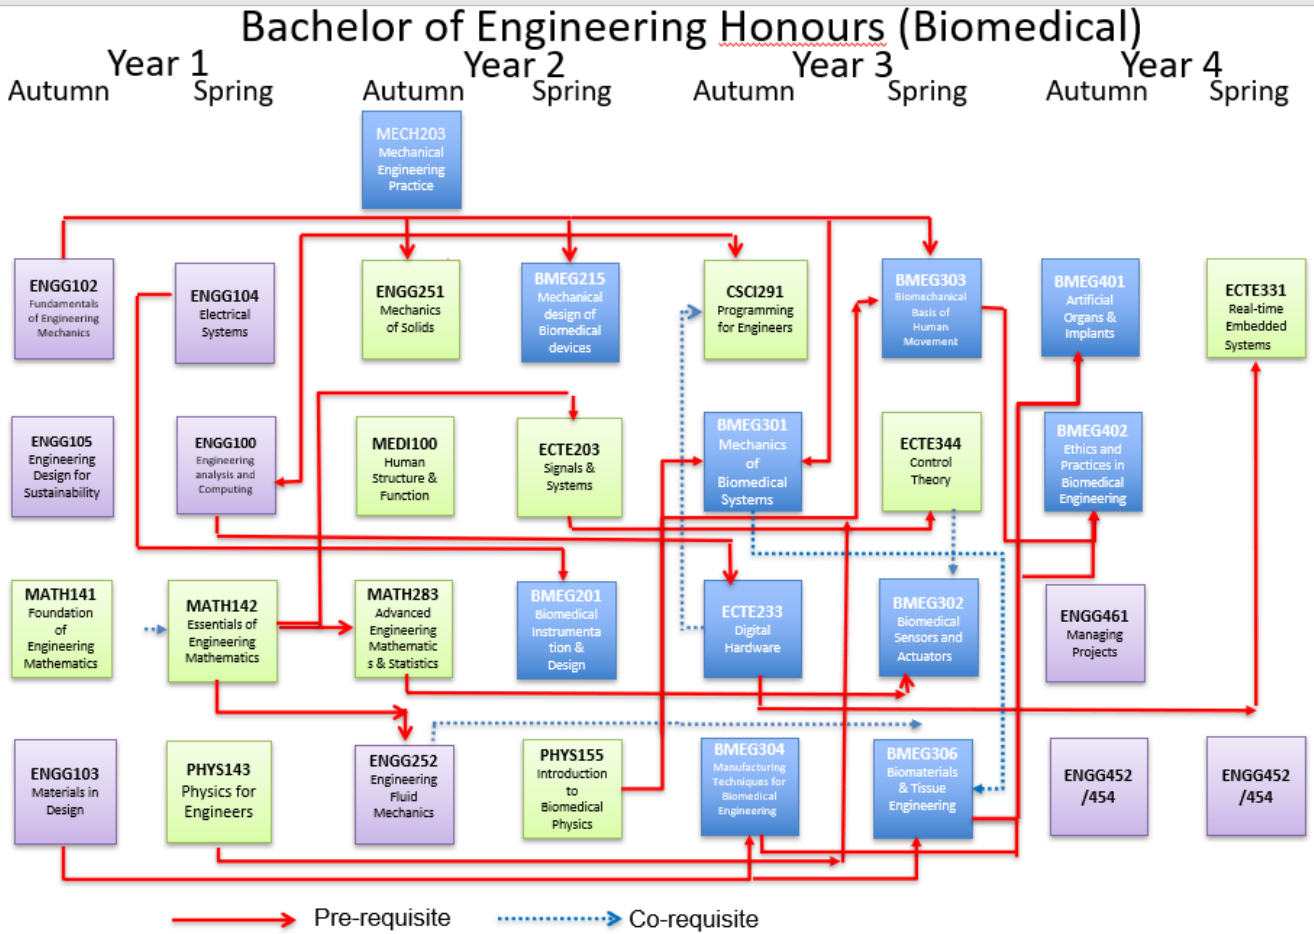 Bachelor of Engineering Honours (Biomedical)
Year 1
Year 2
Year 3
Year 4
Autumn
Spring
Autumn
Spring
Autumn
Spring
Autumn
Spring
MECH203
Mechanical
Engineering
Practice
ENGG102
Fundamentals
of Engineering
Mechanics
ENGG104
Electrical
Systems
ENGG251
Mechanics
of Solids
BMEG215
Mechanical
design of
Biomedical
devices
CSCI291
Programming
for Engineers
BMEG303
Biomechanical
Basis of
Human
Movement
BMEG401
Artificial
Organs &
Implants
ECTE331
Real-time
Embedded
Systems
ENGG105
Engineering
Design for
Sustainability
ENGG100
Engineering
analysis and
Computing
MEDI100
Human
Structure &
Function
ECTE203
Signals &
Systems
BMEG301
Mechanics
of
Biomedical
Systems
ECTE344
Control
Theory
BMEG402
Ethics and
Practices in
Biomedical
Engineering
MATH141
Foundation
of
Engineering
Mathematics
MATH142
Essentials of
Engineering
Mathematics
MATH283
Advanced
Engineering
Mathematic
s & Statistics
BMEG201
Biomedical
Instrumenta
tion &
Design
ECTE233
Digital
Hardware
BMEG302
Biomedical
Sensors and
Actuators
ENGG461
Managing
Projects
ENGG103
Materials in
Design
PHYS143
Physics for
Engineers
ENGG252
Engineering
Fluid
Mechanics
PHYS155
Introduction
to
Biomedical
Physics
BMEG304
Manufacturing
Techniques for
Biomedical
Engineering
BMEG306
Biomaterials
& Tissue
Engineering
ENGG452
/454
ENGG452
/454
Pre-requisite
Co-requisite